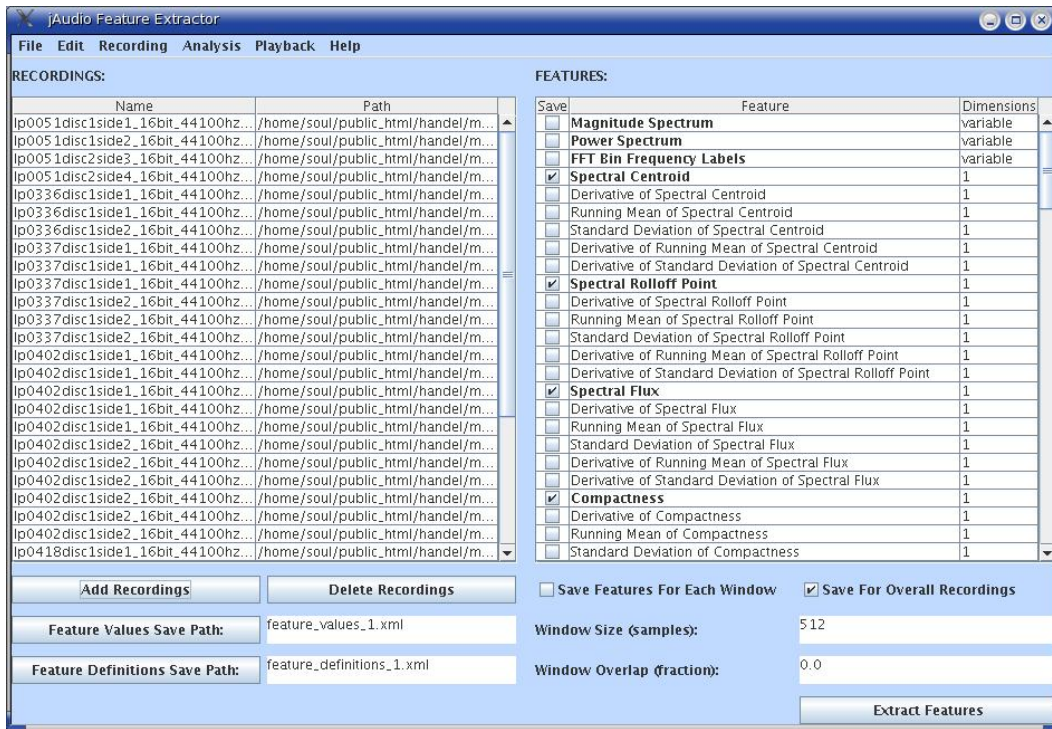 jAudio Feature Extractor
File Edit Recording Analysis Playback Help
RECORDINGS:
Name Path
lp0051disc1side1_16bit_44100hz... /home/soul/public_html/handel/m...
lp0051disc1side2_16bit_44100hz... /home/soul/public_html/handel/m...
lp0051disc2side3_16bit_44100hz... /home/soul/public_html/handel/m...
lp0051disc2side4_16bit_44100hz... /home/soul/public_html/handel/m...
lp0336disc1side1_16bit_44100hz... /home/soul/public_html/handel/m...
lp0336disc1side1_16bit_44100hz... /home/soul/public_html/handel/m...
lp0336disc1side2_16bit_44100hz... /home/soul/public_html/handel/m...
lp0337disc1side1_16bit_44100hz... /home/soul/public_html/handel/m...
lp0337disc1side1_16bit_44100hz... /home/soul/public_html/handel/m...
lp0337disc1side1_16bit_44100hz... /home/soul/public_html/handel/m...
lp0337disc1side2_16bit_44100hz... /home/soul/public_html/handel/m...
lp0337disc1side2_16bit_44100hz... /home/soul/public_html/handel/m...
lp0337disc1side2_16bit_44100hz... /home/soul/public_html/handel/m...
lp0402disc1side1_16bit_44100hz... /home/soul/public_html/handel/m...
lp0402disc1side1_16bit_44100hz... /home/soul/public_html/handel/m...
lp0402disc1side1_16bit_44100hz... /home/soul/public_html/handel/m...
lp0402disc1side1_16bit_44100hz... /home/soul/public_html/handel/m...
lp0402disc1side1_16bit_44100hz... /home/soul/public_html/handel/m...
lp0402disc1side2_16bit_44100hz... /home/soul/public_html/handel/m...
lp0402disc1side2_16bit_44100hz... /home/soul/public_html/handel/m...
lp0402disc1side2_16bit_44100hz... /home/soul/public_html/handel/m...
lp0402disc1side2_16bit_44100hz... /home/soul/public_html/handel/m...
lp0402disc1side2_16bit_44100hz... /home/soul/public_html/handel/m...
lp0402disc1side2_16bit_44100hz... /home/soul/public_html/handel/m...
lp0418disc1side1_16bit_44100hz... /home/soul/public_html/handel/m...
Add Recordings Delete Recordings
Feature Values Save Path: feature_values_1.xml
Feature Definitions Save Path: feature_definitions_1.xml
FEATURES:
Save Feature Dimensions
Magnitude Spectrum variable
Power Spectrum variable
FFT Bin Frequency Labels variable
Spectral Centroid 1
Derivative of Spectral Centroid 1
Running Mean of Spectral Centroid 1
Standard Deviation of Spectral Centroid 1
Derivative of Running Mean of Spectral Centroid 1
Derivative of Standard Deviation of Spectral Centroid 1
Spectral Rolloff Point 1
Derivative of Spectral Rolloff Point 1
Running Mean of Spectral Rolloff Point 1
Standard Deviation of Spectral Rolloff Point 1
Derivative of Running Mean of Spectral Rolloff Point 1
Derivative of Standard Deviation of Spectral Rolloff Point 1
Spectral Flux 1
Derivative of Spectral Flux 1
Running Mean of Spectral Flux 1
Standard Deviation of Spectral Flux 1
Derivative of Running Mean of Spectral Flux 1
Derivative of Standard Deviation of Spectral Flux 1
Compactness 1
Derivative of Compactness 1
Running Mean of Compactness 1
Standard Deviation of Compactness 1
Save Features For Each Window Save For Overall Recordings
Window Size (samples): 512
Window Overlap (fraction): 0.0
Extract Features